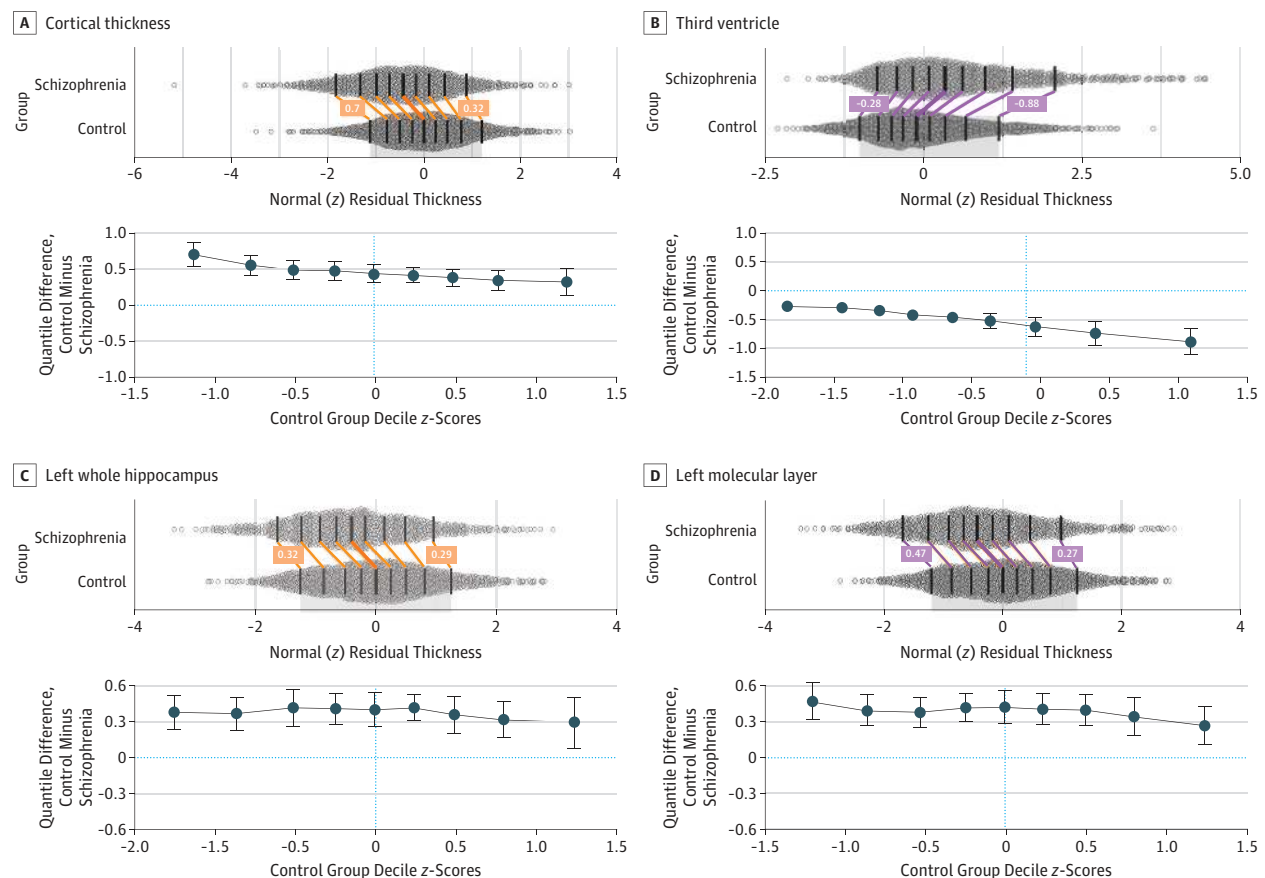 A Cortical thickness
Group
Schizophrenia
Control
0.7
0.32
-6 -4 -2 0 2 4
Normal (z) Residual Thickness
Quantile Difference,
Control Minus
Schizophrenia
1.0
0.5
0
-0.5
-1.0
-1.5 -1.0 -0.5 0 0.5 1.0 1.5
Control Group Decile z-Scores
B Third ventricle
Group
Schizophrenia
Control
-0.28
-0.88
-2.5 0 2.5 5.0
Normal (z) Residual Thickness
Quantile Difference,
Control Minus
Schizophrenia
1.0
0.5
0
-0.5
-1.0
-1.5
-2.0 -1.5 -1.0 -0.5 0 0.5 1.0 1.5
Control Group Decile z-Scores
C Left whole hippocampus
Group
Schizophrenia
Control
0.32
0.29
-4 -2 0 2 4
Normal (z) Residual Thickness
Quantile Difference,
Control Minus
Schizophrenia
0.6
0.3
0
-0.3
-0.6
-2.0 -1.5 -1.0 -0.5 0 0.5 1.0 1.5
Control Group Decile z-Scores
D Left molecular layer
Group
Schizophrenia
Control
0.47
0.27
-4 -2 0 2 4
Normal (z) Residual Thickness
Quantile Difference,
Control Minus
Schizophrenia
0.6
0.3
0
-0.3
-0.6
-1.5 -1.0 -0.5 0 0.5 1.0 1.5
Control Group Decile z-Scores